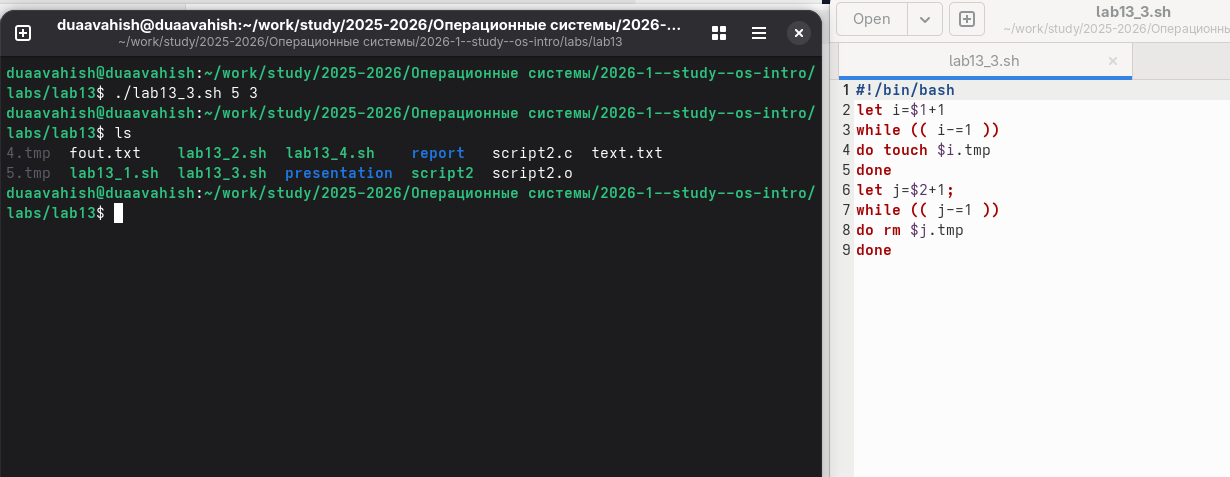 duaavahish@duaavahish:~/work/study/2025-2026/Операционные системы/2026-...
~/work/study/2025-2026/Операционные системы/2026-1--study--os-intro/labs/lab13
duaavahish@duaavahish:~/work/study/2025-2026/Операционные системы/2026-1--study--os-intro/
labs/lab13$ ./lab13_3.sh 5 3
duaavahish@duaavahish:~/work/study/2025-2026/Операционные системы/2026-1--study--os-intro/
labs/lab13$ ls
4.tmp fout.txt lab13_2.sh lab13_4.sh report script2.c text.txt
5.tmp lab13_1.sh lab13_3.sh presentation script2 script2.o
duaavahish@duaavahish:~/work/study/2025-2026/Операционные системы/2026-1--study--os-intro/
labs/lab13$
Open
lab13_3.sh
~/work/study/2025-2026/Операционн
lab13_3.sh ×
1 #!/bin/bash
2 let i=$1+1
3 while (( i-=1 ))
4 do touch $i.tmp
5 done
6 let j=$2+1;
7 while (( j-=1 ))
8 do rm $j.tmp
9 done